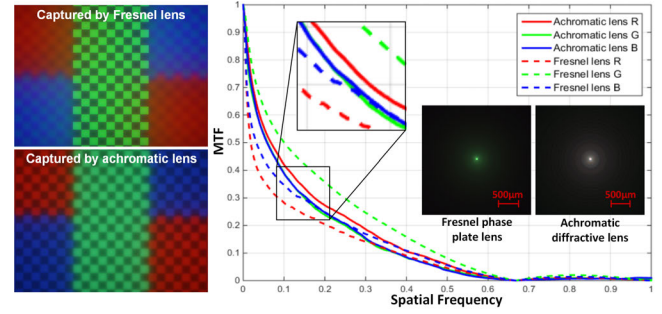 Captured by Fresnel lens
Captured by achromatic lens
MTF
1
0.9
0.8
0.7
0.6
0.5
0.4
0.3
0.2
0.1
0
0
0.1
0.2
0.3
0.4
0.5
0.6
0.7
0.8
0.9
1
Spatial Frequency
Achromatic lens R
Achromatic lens G
Achromatic lens B
Fresnel lens R
Fresnel lens G
Fresnel lens B
500μm
500μm
Fresnel phase
plate lens
Achromatic
diffractive lens